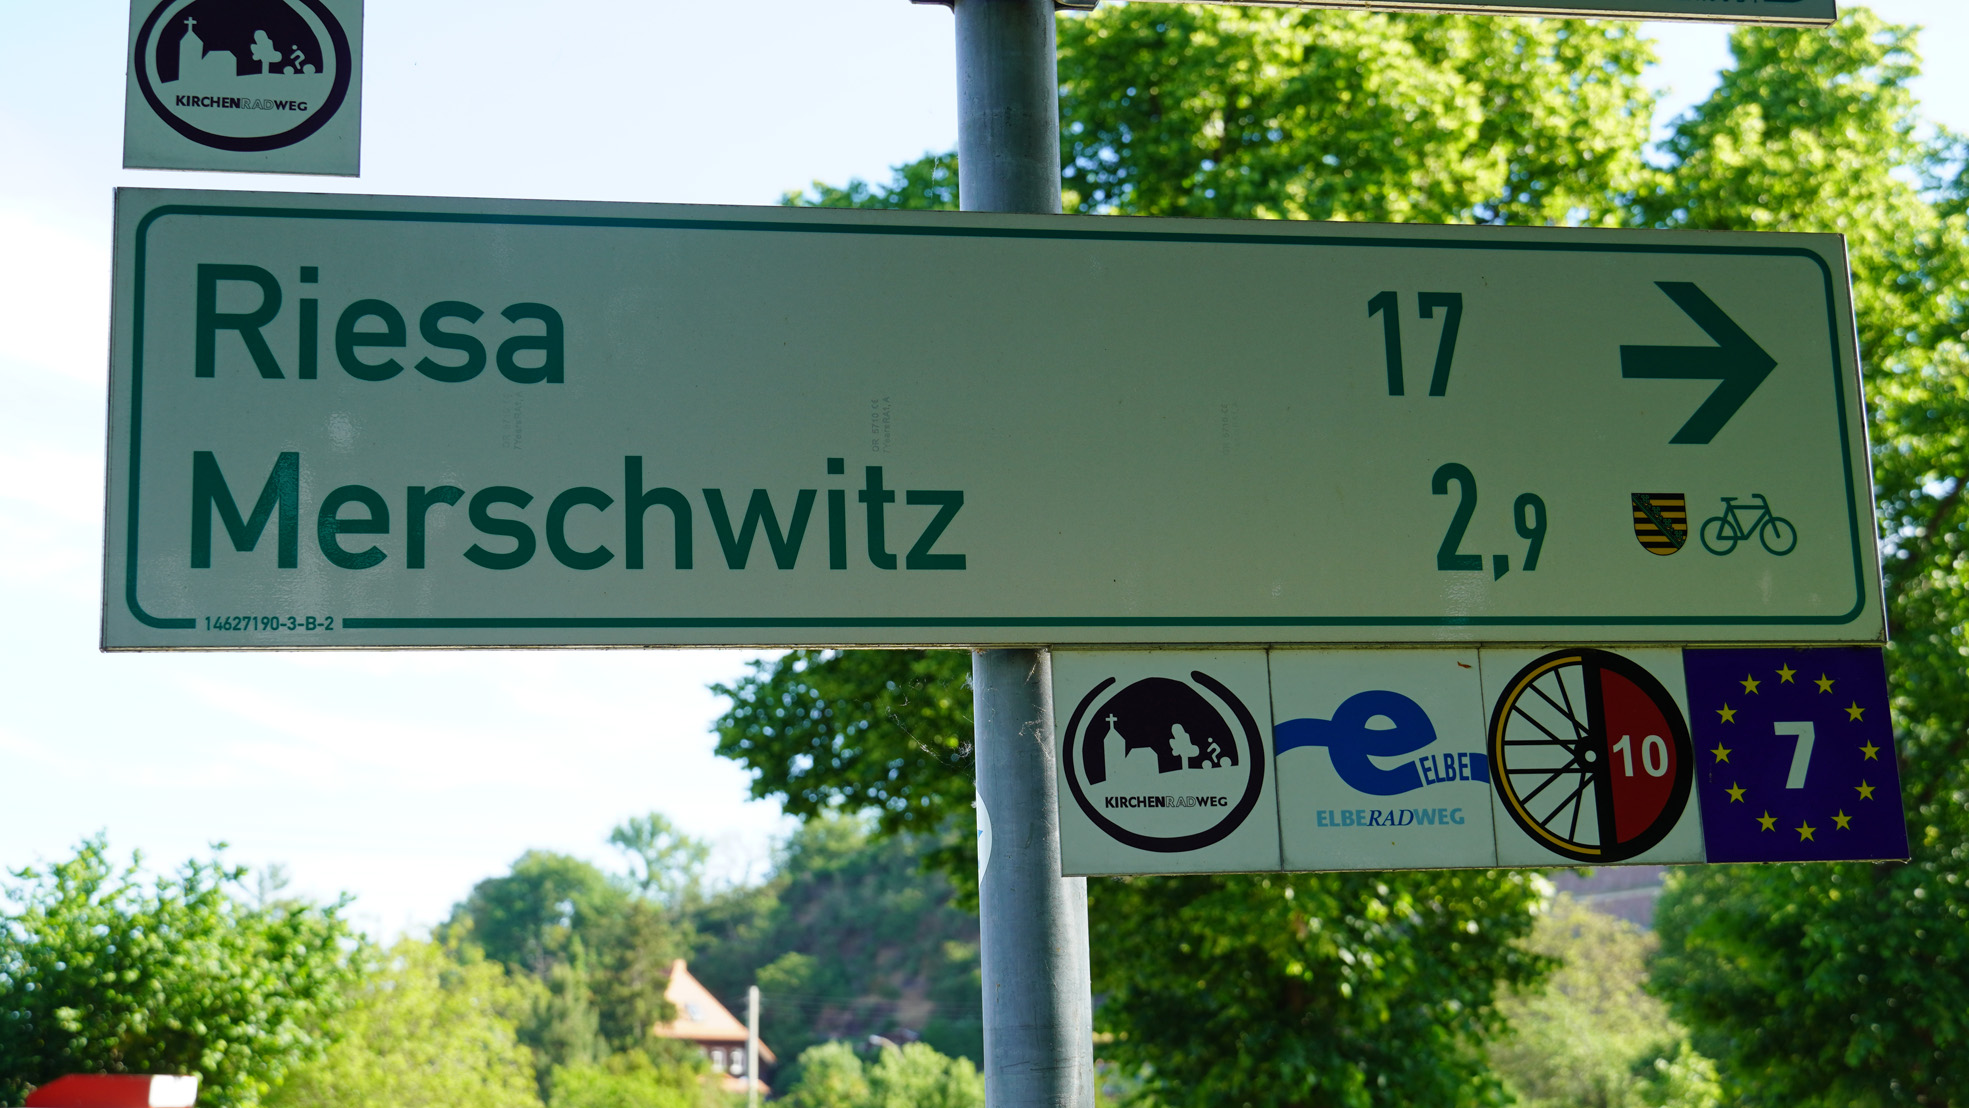 KIRCHENRADWEG
Riesa 17
Merschwitz 2,9
14627190-3-B-2
KIRCHENRADWEG
e ELBE
ELBERADWEG
10
7